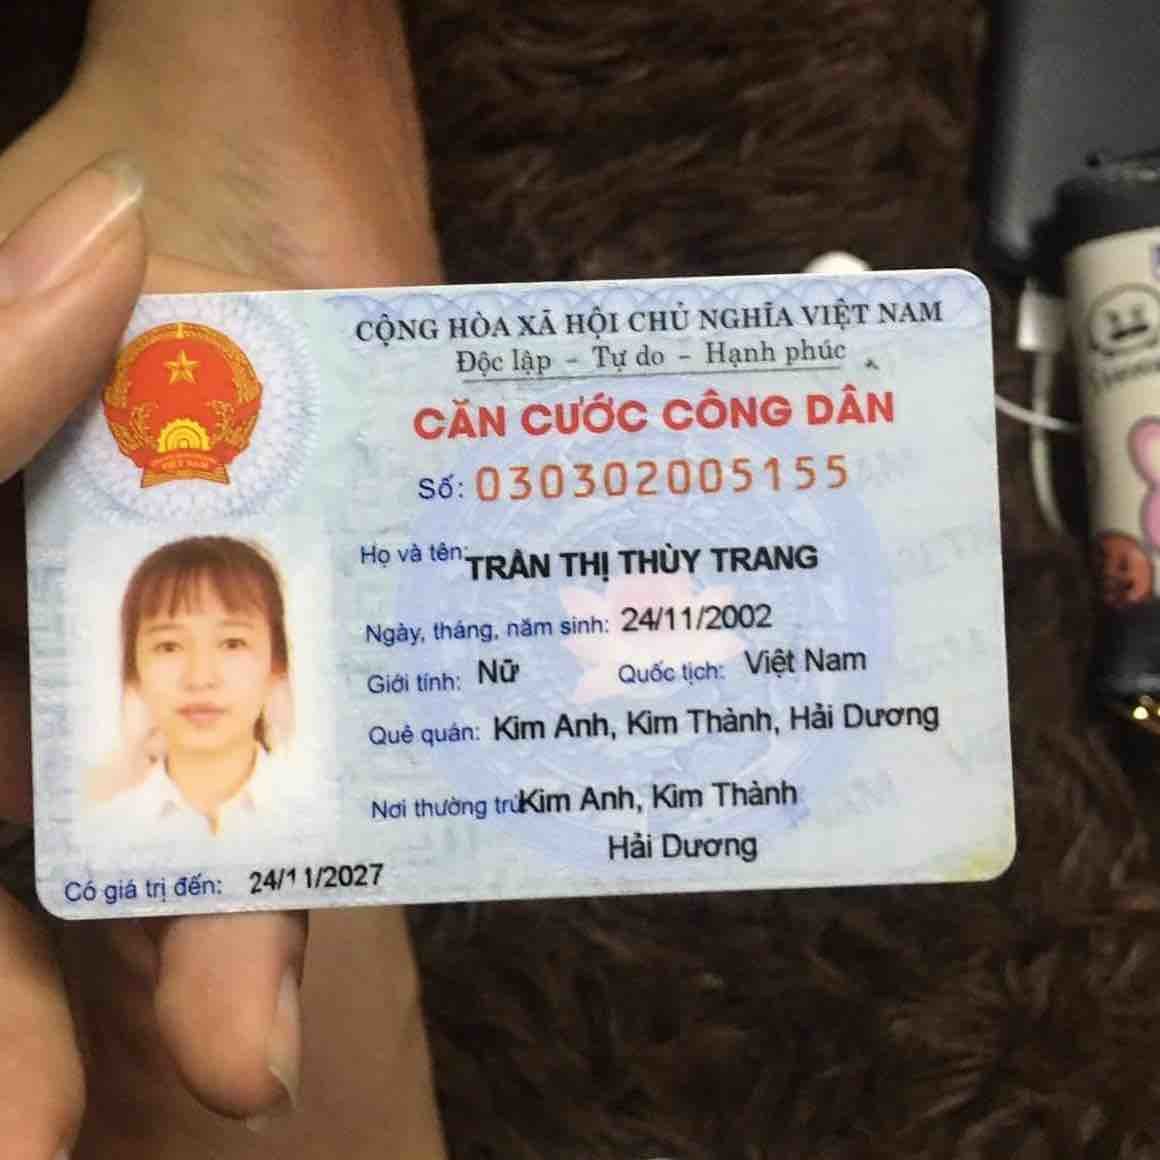 CỘNG HÒA XÃ HỘI CHỦ NGHĨA VIỆT NAM
Độc lập - Tự do - Hạnh phúc
CĂN CƯỚC CÔNG DÂN
Số: 030302005155
Họ và tên: TRẦN THỊ THÙY TRANG
Ngày, tháng, năm sinh: 24/11/2002
Giới tính: Nữ Quốc tịch: Việt Nam
Quê quán: Kim Anh, Kim Thành, Hải Dương
Nơi thường trú: Kim Anh, Kim Thành
Hải Dương
Có giá trị đến: 24/11/2027
VIỆT NAM